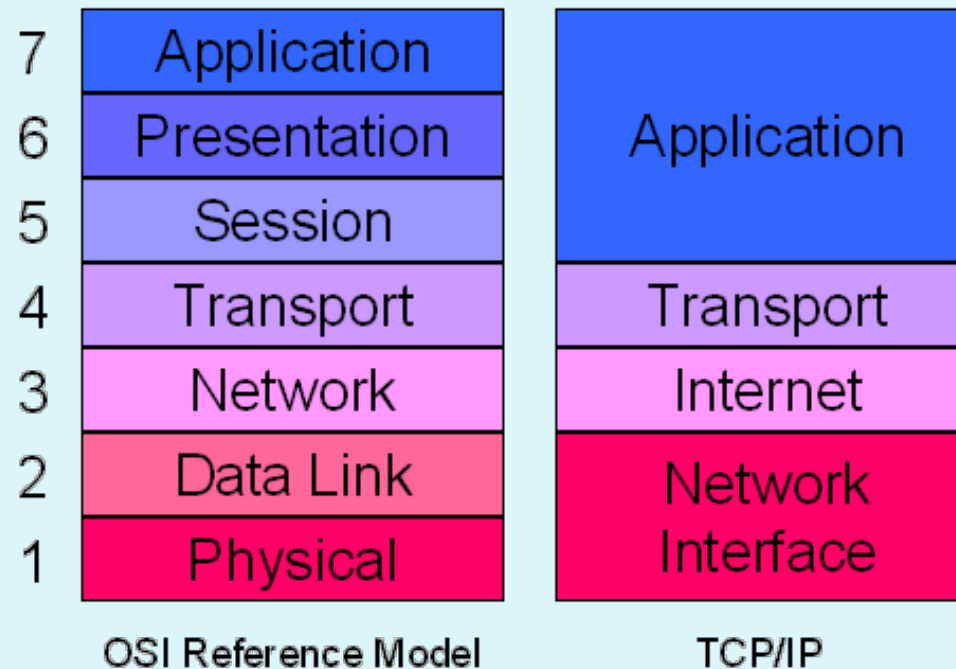 7 Application
6 Presentation
5 Session
4 Transport
3 Network
2 Data Link
1 Physical
OSI Reference Model
Application
Transport
Internet
Network
Interface
TCP/IP